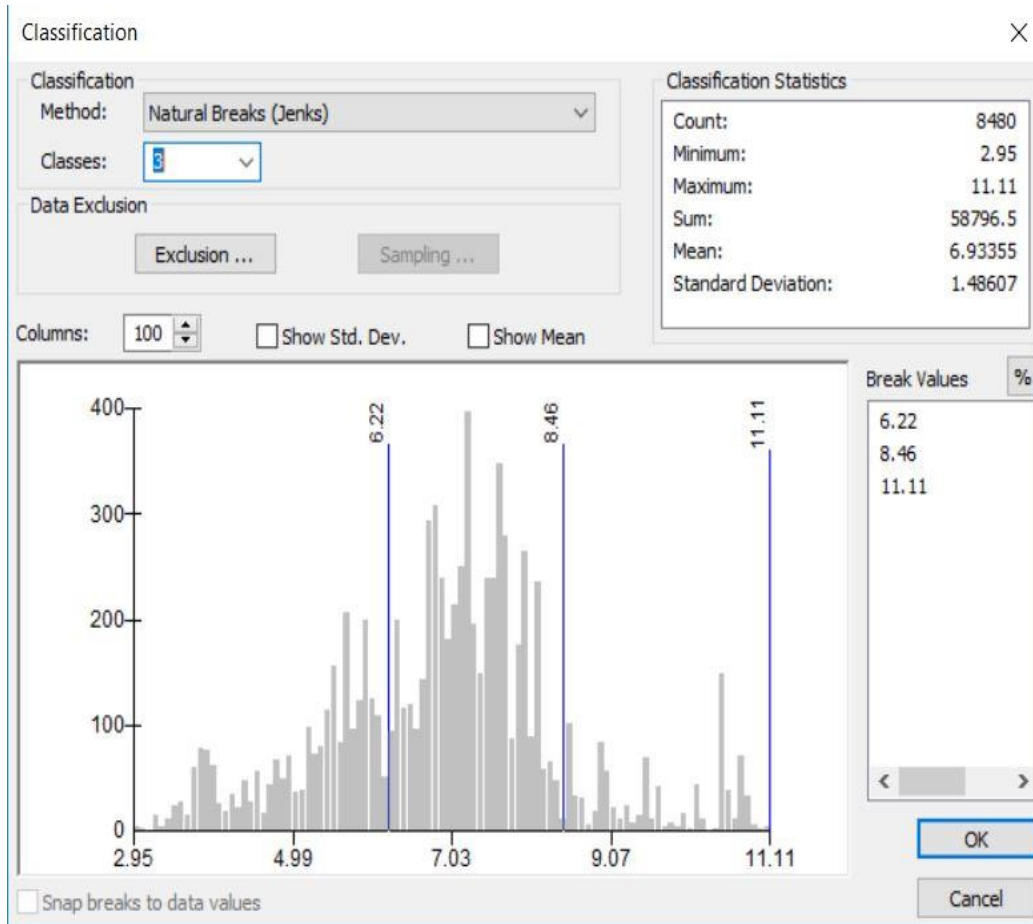 Classification
Classification
Method: Natural Breaks (Jenks)
Classes: 3
Data Exclusion
Exclusion ...
Sampling ...
Classification Statistics
Count: 8480
Minimum: 2.95
Maximum: 11.11
Sum: 58796.5
Mean: 6.93355
Standard Deviation: 1.48607
Columns: 100
Show Std. Dev.
Show Mean
Break Values %
6.22
8.46
11.11
400
300
200
100
0
6.22
8.46
11.11
2.95 4.99 7.03 9.07 11.11
Snap breaks to data values
OK
Cancel